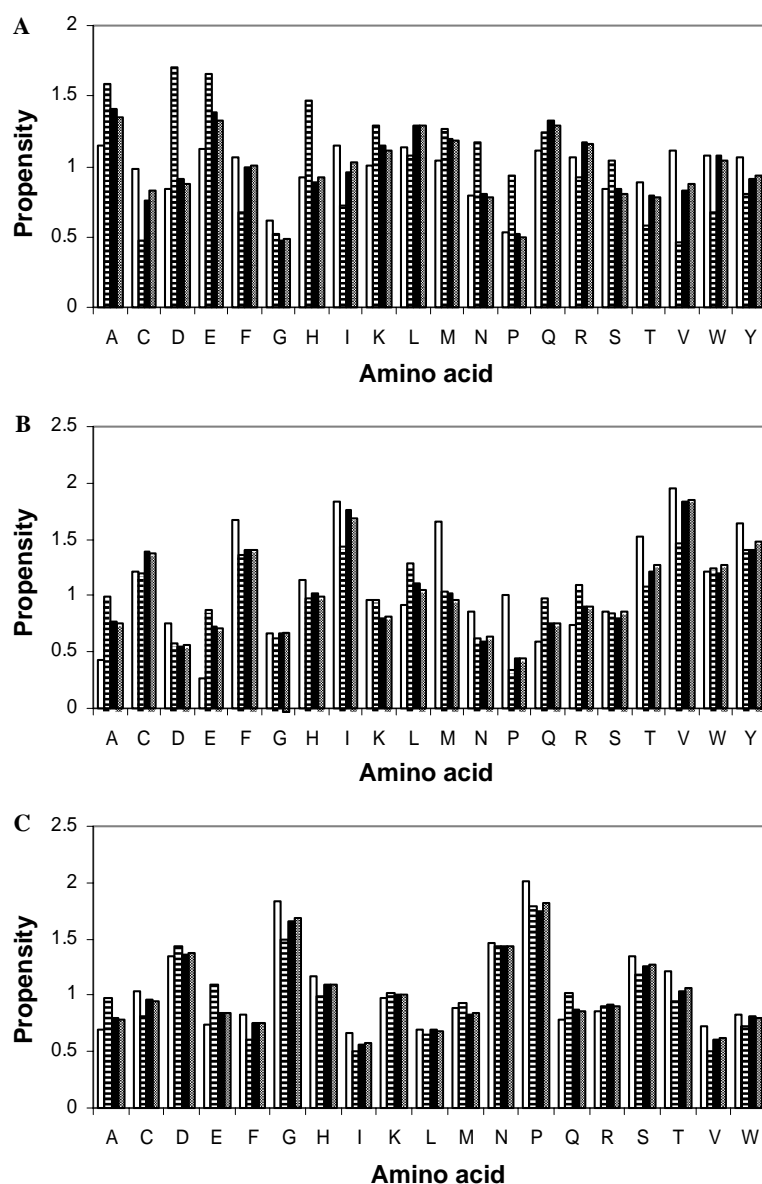 A
2
1.5
1
0.5
0
Propensity
A C D E F G H I K L M N P Q R S T V W Y
Amino acid
B
2.5
2
1.5
1
0.5
0
Propensity
A C D E F G H I K L M N P Q R S T V W Y
Amino acid
C
2.5
2
1.5
1
0.5
0
Propensity
A C D E F G H I K L M N P Q R S T V W
Amino acid